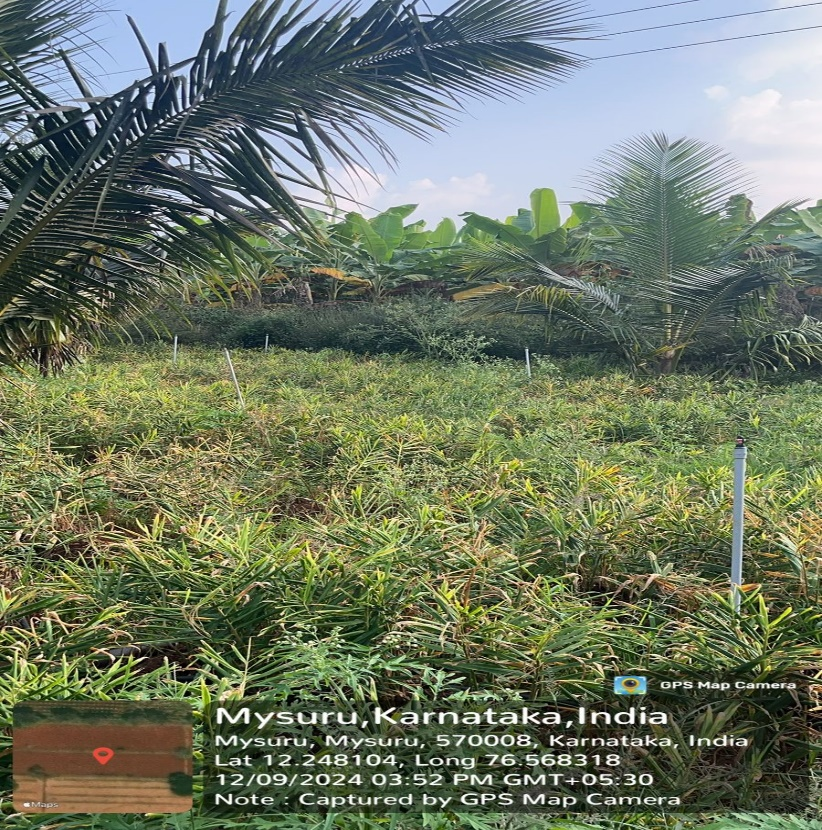 GPS Map Camera
Mysuru,Karnataka,India
Mysuru, Mysuru, 570008, Karnataka, India
Lat 12.248104, Long 76.568318
12/09/2024 03:52 PM GMT+05:30
Note : Captured by GPS Map Camera
Maps